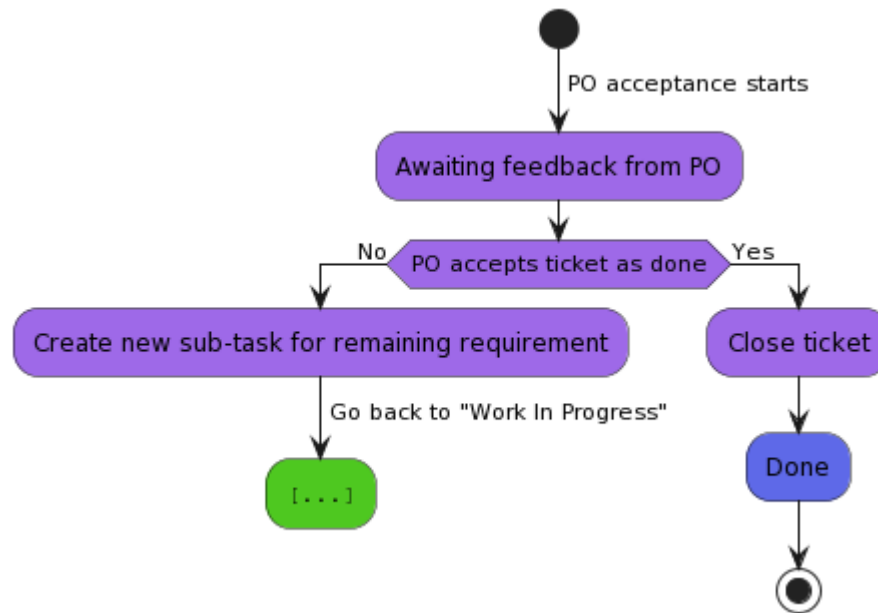 PO acceptance starts
Awaiting feedback from PO
No
PO accepts ticket as done
Yes
Create new sub-task for remaining requirement
Close ticket
Go back to "Work In Progress"
Done
[...]